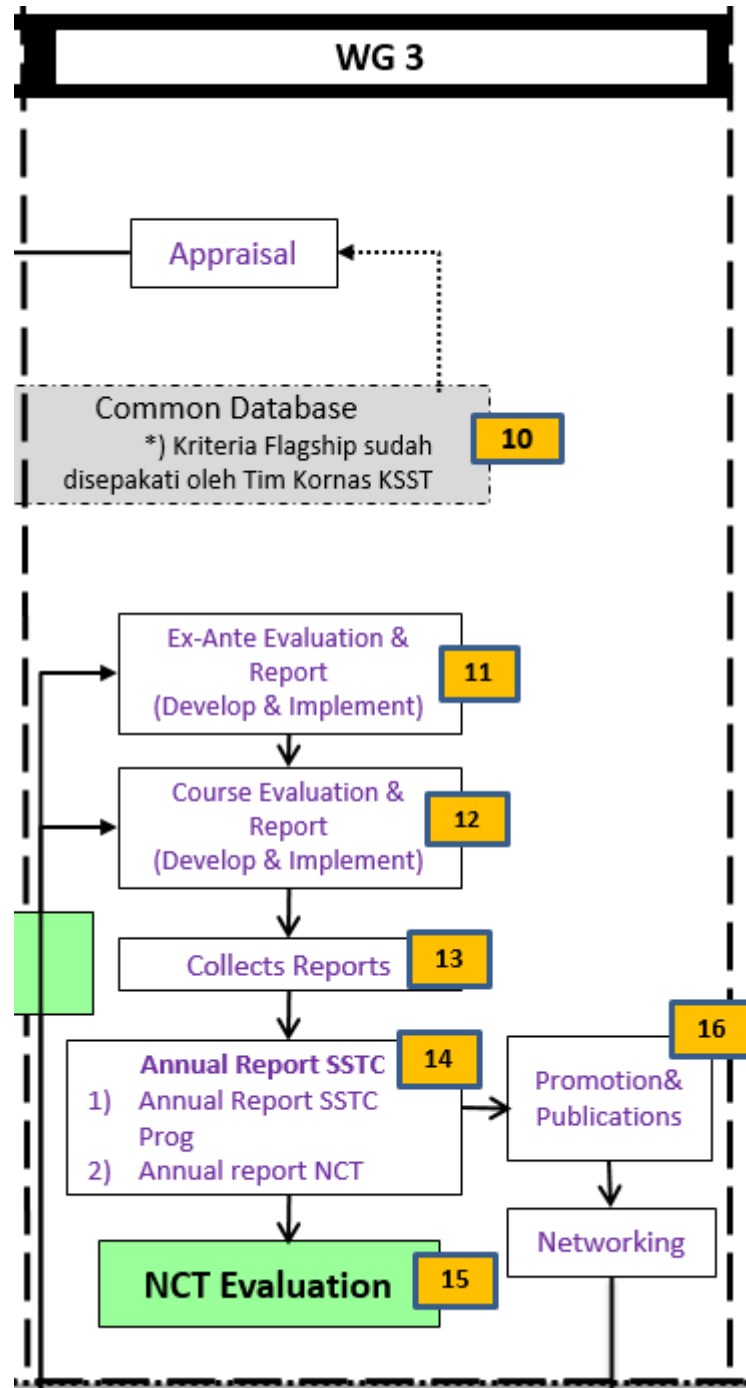 WG 3
Appraisal
Common Database
*) Kriteria Flagship sudah
disepakati oleh Tim Kornas KSST
10
Ex-Ante Evaluation &
Report
(Develop & Implement)
11
Course Evaluation &
Report
(Develop & Implement)
12
Collects Reports
13
Annual Report SSTC
1) Annual Report SSTC
Prog
2) Annual report NCT
14
Promotion&
Publications
16
NCT Evaluation
15
Networking